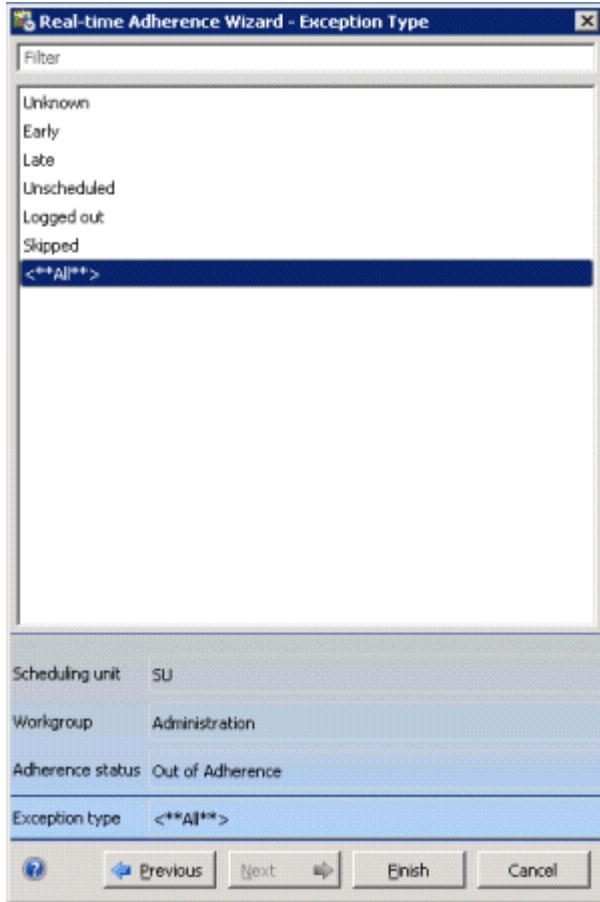 Real-time Adherence Wizard - Exception Type
Filter
Unknown
Early
Late
Unscheduled
Logged out
Skipped
<**All**>
Scheduling unit SU
Workgroup Administration
Adherence status Out of Adherence
Exception type <**All**>
Previous Next Finish Cancel